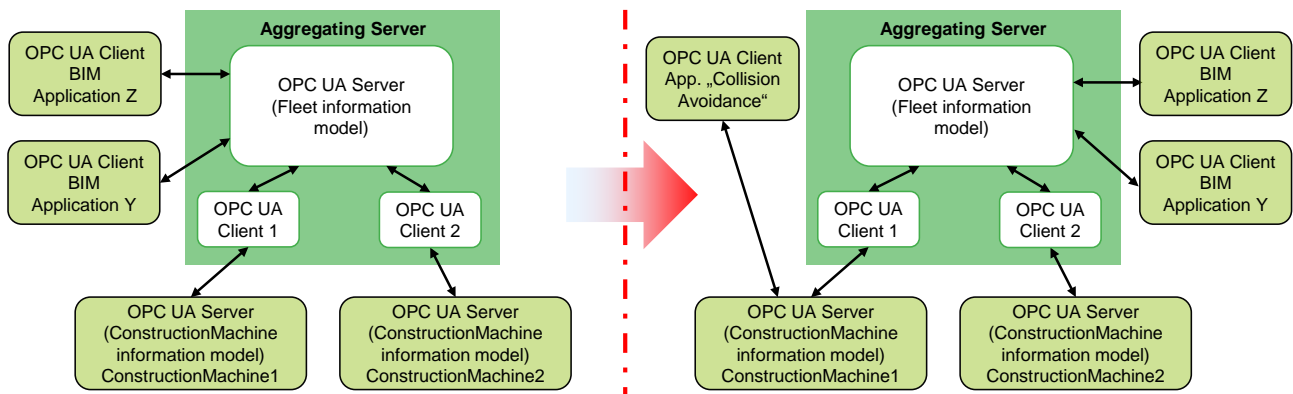 Aggregating Server
OPC UA Client
BIM
Application Z
OPC UA Server
(Fleet information
model)
OPC UA Client
BIM
Application Y
OPC UA
Client 1
OPC UA
Client 2
OPC UA Server
(ConstructionMachine
information model)
ConstructionMachine1
OPC UA Server
(ConstructionMachine
information model)
ConstructionMachine2
Aggregating Server
OPC UA Client
App. „Collision
Avoidance“
OPC UA Server
(Fleet information
model)
OPC UA Client
BIM
Application Z
OPC UA Client
BIM
Application Y
OPC UA
Client 1
OPC UA
Client 2
OPC UA Server
(ConstructionMachine
information model)
ConstructionMachine1
OPC UA Server
(ConstructionMachine
information model)
ConstructionMachine2